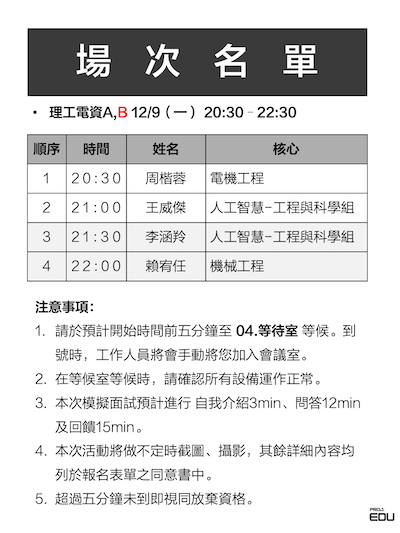 場次名單
• 理工電資A,B 12/9（一） 20:30–22:30
順序 時間 姓名 核心
1 20:30 周楷蓉 電機工程
2 21:00 王威傑 人工智慧-工程與科學組
3 21:30 李涵羚 人工智慧-工程與科學組
4 22:00 賴宥任 機械工程
注意事項：
1. 請於預計開始時間前五分鐘至 04.等待室 等候。到
號時，工作人員將會手動將您加入會議室。
2. 在等候室等候時，請確認所有設備運作正常。
3. 本次模擬面試預計進行 自我介紹3min、問答12min
及回饋15min。
4. 本次活動將做不定時截圖、攝影，其餘詳細內容均
列於報名表單之同意書中。
5. 超過五分鐘未到即視同放棄資格。
EDU